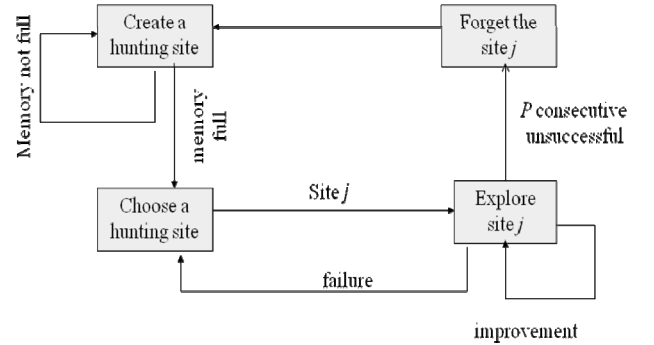 Create a
hunting site
Forget the
site j
Memory not full
memory
full
P consecutive
unsuccessful
Choose a
hunting site
Site j
Explore
site j
failure
improvement